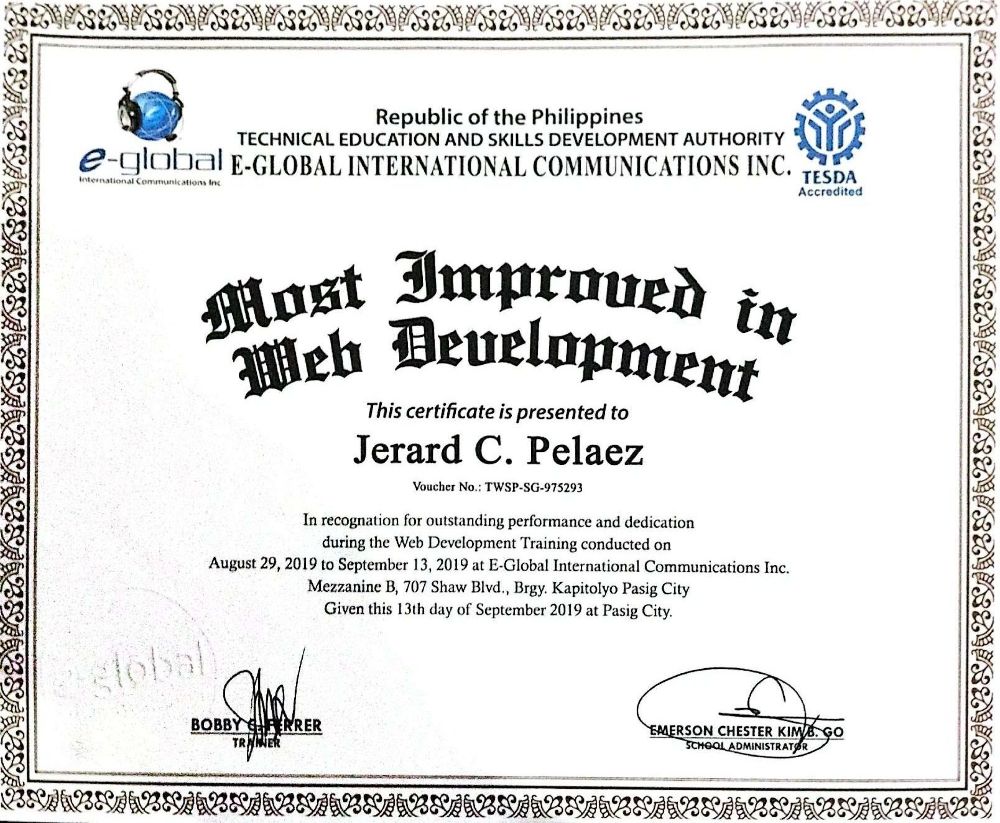 e-global
International Communications Inc.
Republic of the Philippines
TECHNICAL EDUCATION AND SKILLS DEVELOPMENT AUTHORITY
E-GLOBAL INTERNATIONAL COMMUNICATIONS INC.
TESDA
Accredited
Most Improved in
Web Development
This certificate is presented to
Jerard C. Pelaez
Voucher No.: TWSP-SG-975293
In recognation for outstanding performance and dedication
during the Web Development Training conducted on
August 29, 2019 to September 13, 2019 at E-Global International Communications Inc.
Mezzanine B, 707 Shaw Blvd., Brgy. Kapitolyo Pasig City
Given this 13th day of September 2019 at Pasig City.
global
BOBBY C. FERRER
TRAINER
EMERSON CHESTER KIM B. GO
SCHOOL ADMINISTRATOR